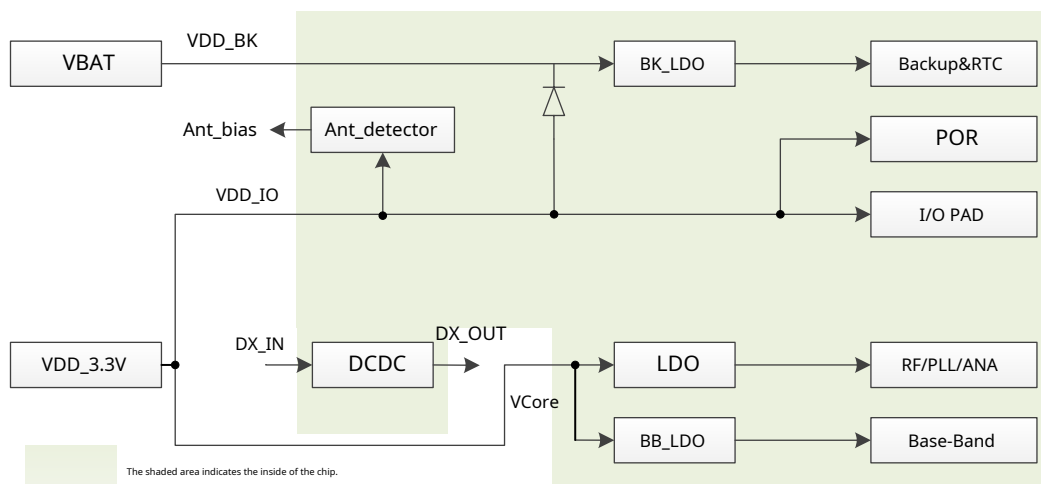 VDD_BK
VBAT
BK_LDO
Backup&RTC
Ant_bias
Ant_detector
POR
VDD_IO
I/O PAD
DX_OUT
DX_IN
VDD_3.3V
DCDC
LDO
RF/PLL/ANA
VCore
BB_LDO
Base-Band
The shaded area indicates the inside of the chip.